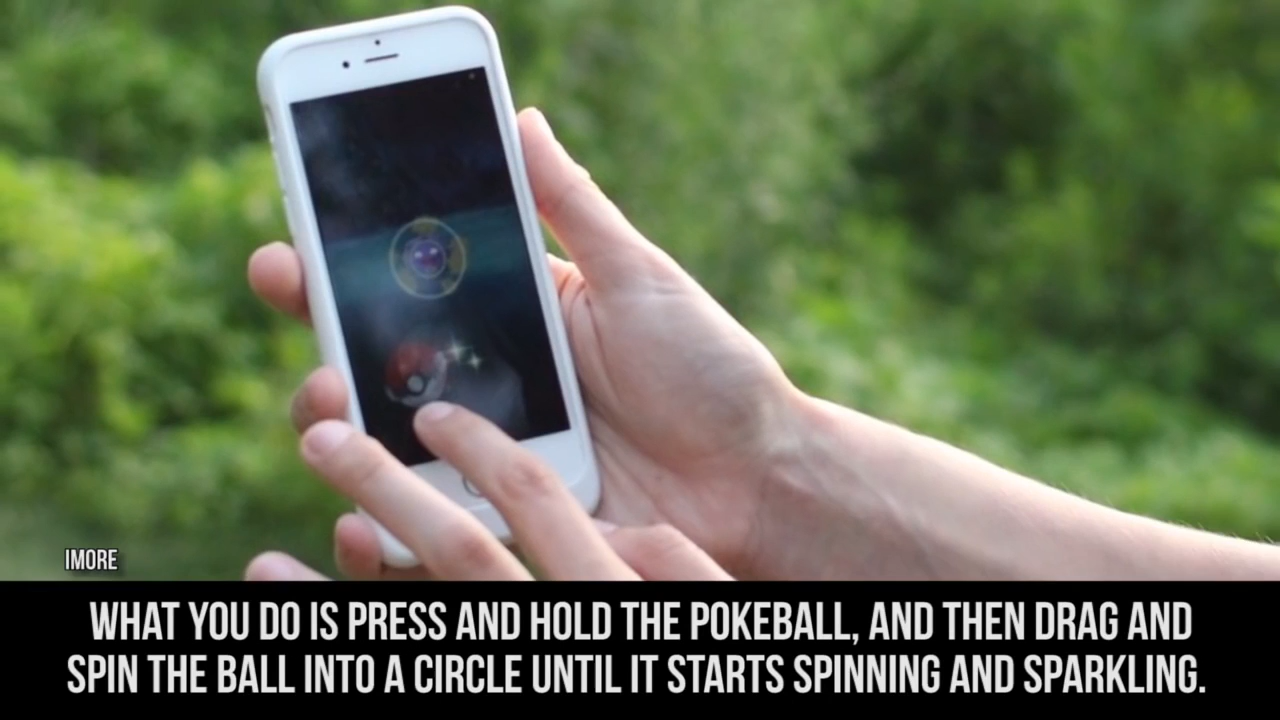 IMORE
WHAT YOU DO IS PRESS AND HOLD THE POKEBALL, AND THEN DRAG AND
SPIN THE BALL INTO A CIRCLE UNTIL IT STARTS SPINNING AND SPARKLING.